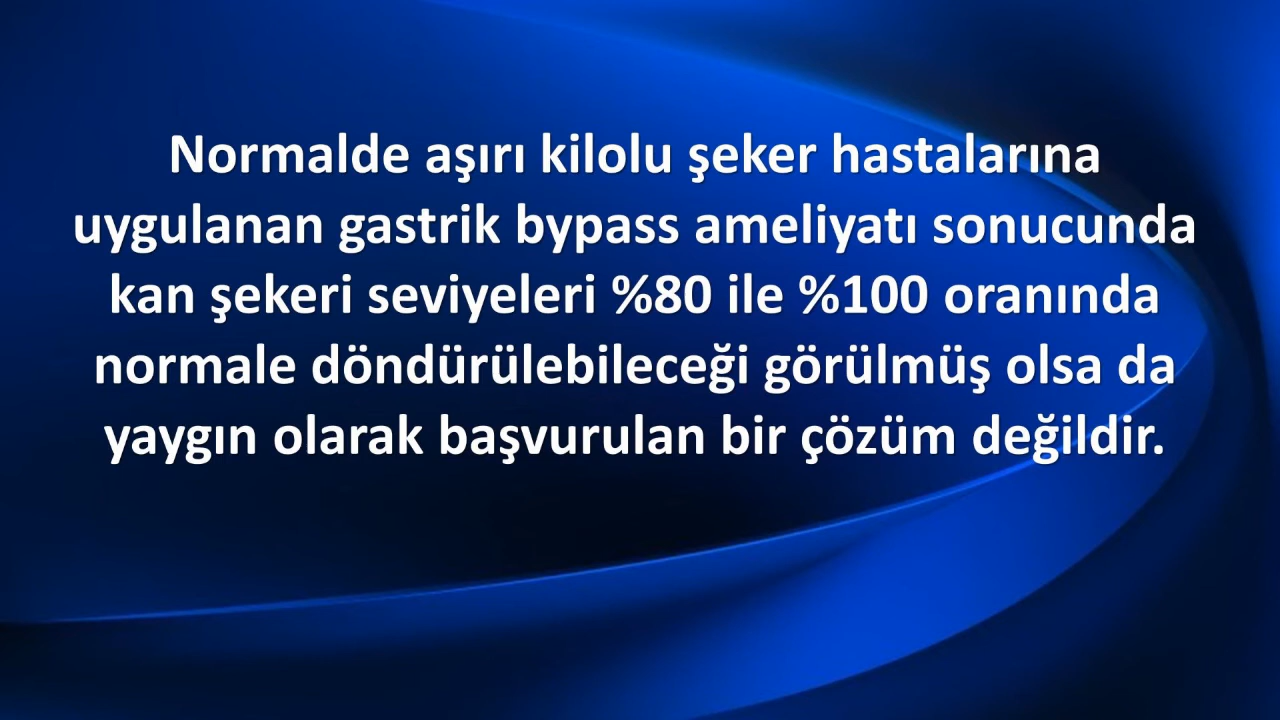 Normalde aşırı kilolu şeker hastalarına
uygulanan gastrik bypass ameliyatı sonucunda
kan şekeri seviyeleri %80 ile %100 oranında
normale döndürülebileceği görülmüş olsa da
yaygın olarak başvurulan bir çözüm değildir.